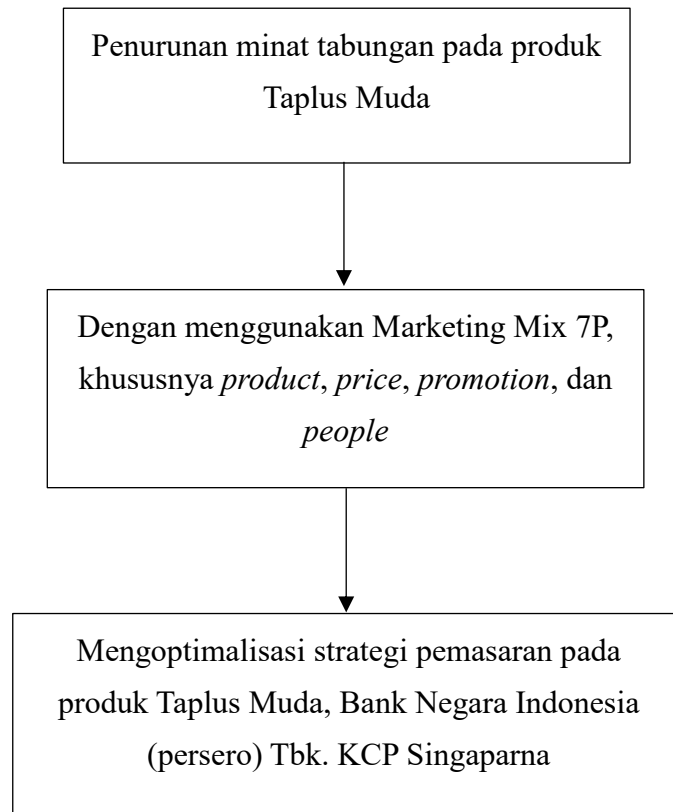 Penurunan minat tabungan pada produk
Taplus Muda
Dengan menggunakan Marketing Mix 7P,
khususnya product, price, promotion, dan
people
Mengoptimalisasi strategi pemasaran pada
produk Taplus Muda, Bank Negara Indonesia
(persero) Tbk. KCP Singaparna